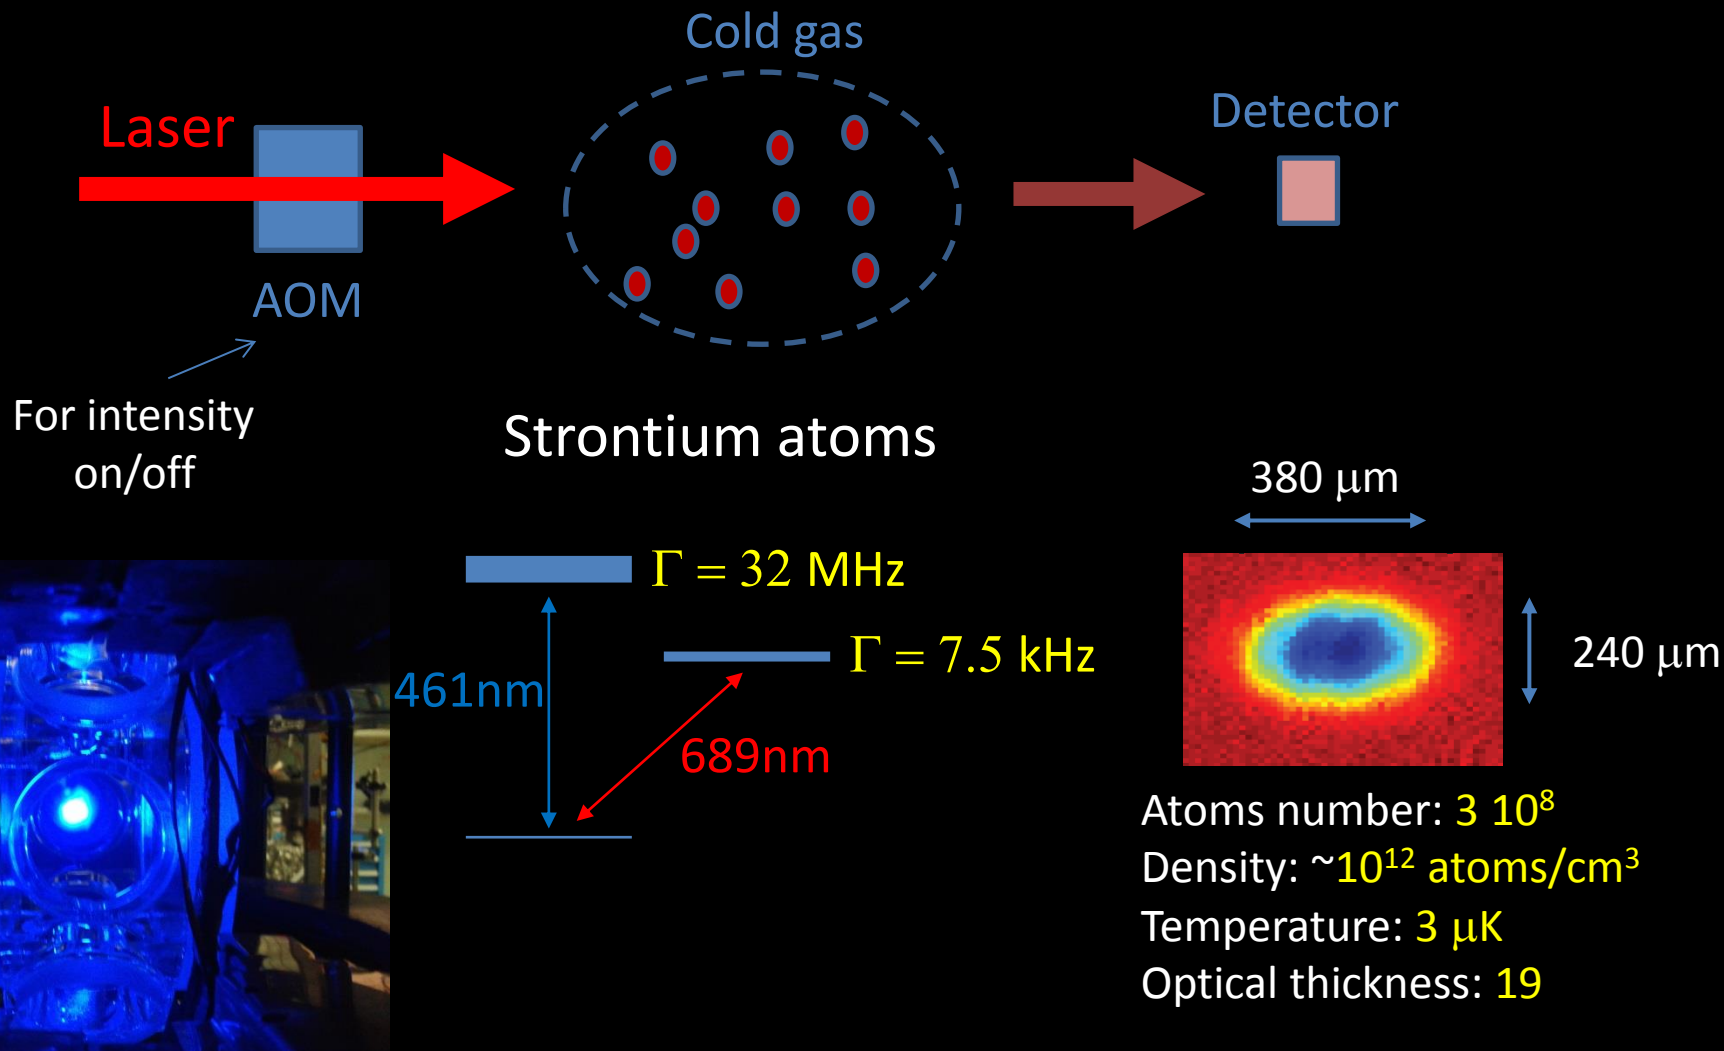 Cold gas
Laser
Detector
AOM
For intensity
on/off
Strontium atoms
380 μm
Γ = 32 MHz
Γ = 7.5 kHz
240 μm
461nm
689nm
Atoms number: 3 10⁸
Density: ~10¹² atoms/cm³
Temperature: 3 μK
Optical thickness: 19